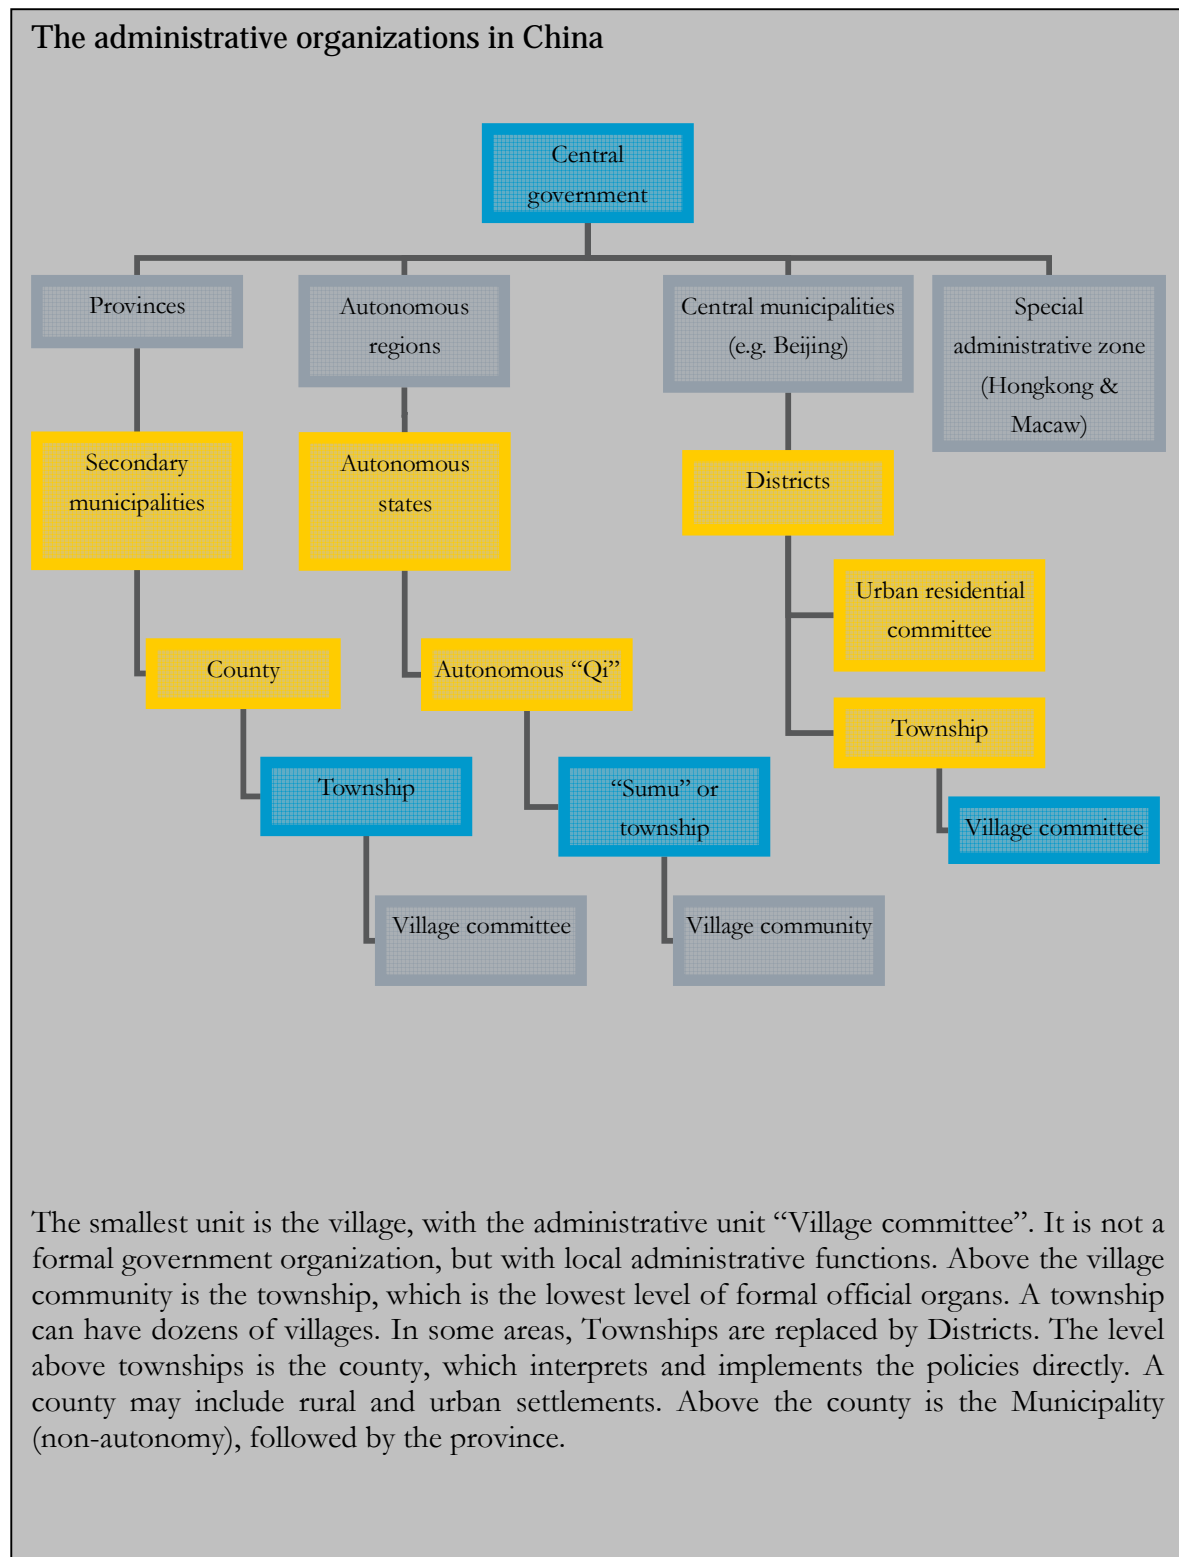 The administrative organizations in China
Central
government
Provinces
Autonomous
regions
Central municipalities
(e.g. Beijing)
Special
administrative zone
(Hongkong &
Macaw)
Secondary
municipalities
Autonomous
states
Districts
Urban residential
committee
County
Autonomous “Qi”
Township
Township
“Sumu” or
township
Village committee
Village committee
Village community
The smallest unit is the village, with the administrative unit “Village committee”. It is not a
formal government organization, but with local administrative functions. Above the village
community is the township, which is the lowest level of formal official organs. A township
can have dozens of villages. In some areas, Townships are replaced by Districts. The level
above townships is the county, which interprets and implements the policies directly. A
county may include rural and urban settlements. Above the county is the Municipality
(non-autonomy), followed by the province.